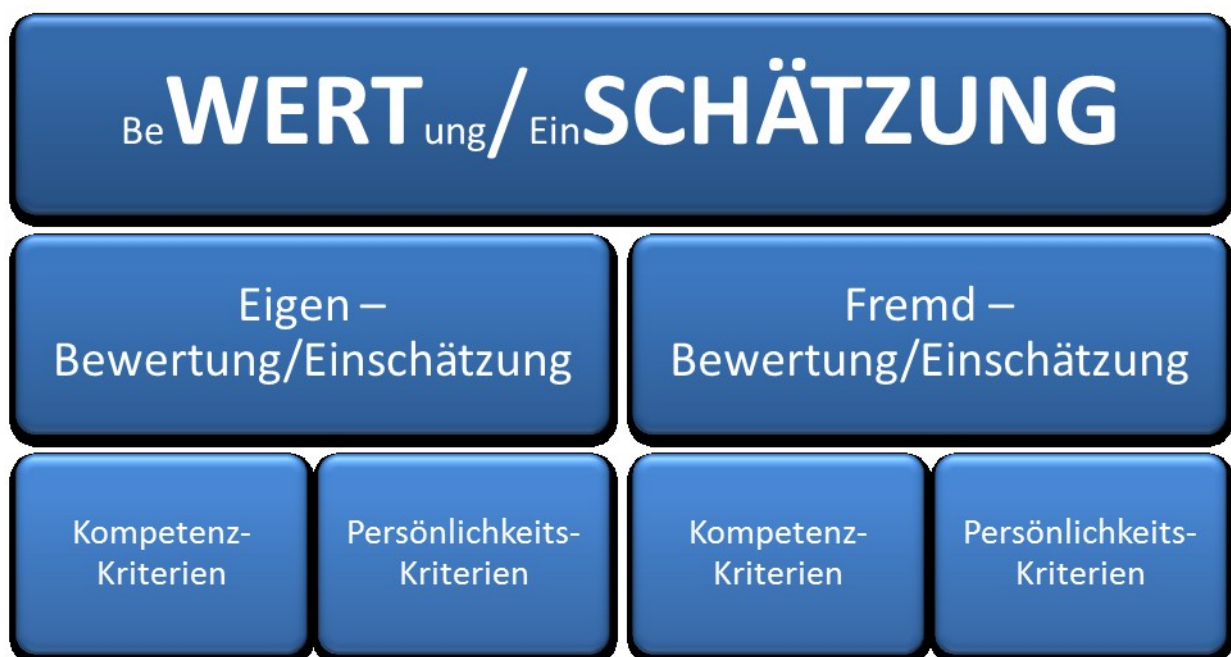 BeWERTung/EinSCHÄTZUNG
Eigen –
Bewertung/Einschätzung
Fremd –
Bewertung/Einschätzung
Kompetenz-
Kriterien
Persönlichkeits-
Kriterien
Kompetenz-
Kriterien
Persönlichkeits-
Kriterien